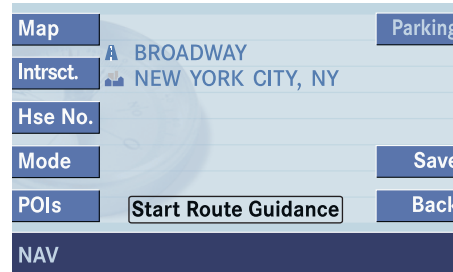 Map
Parking
BROADWAY
Intrsct.
NEW YORK CITY, NY
Hse No.
Mode
Save
POIs
Start Route Guidance
Back
NAV